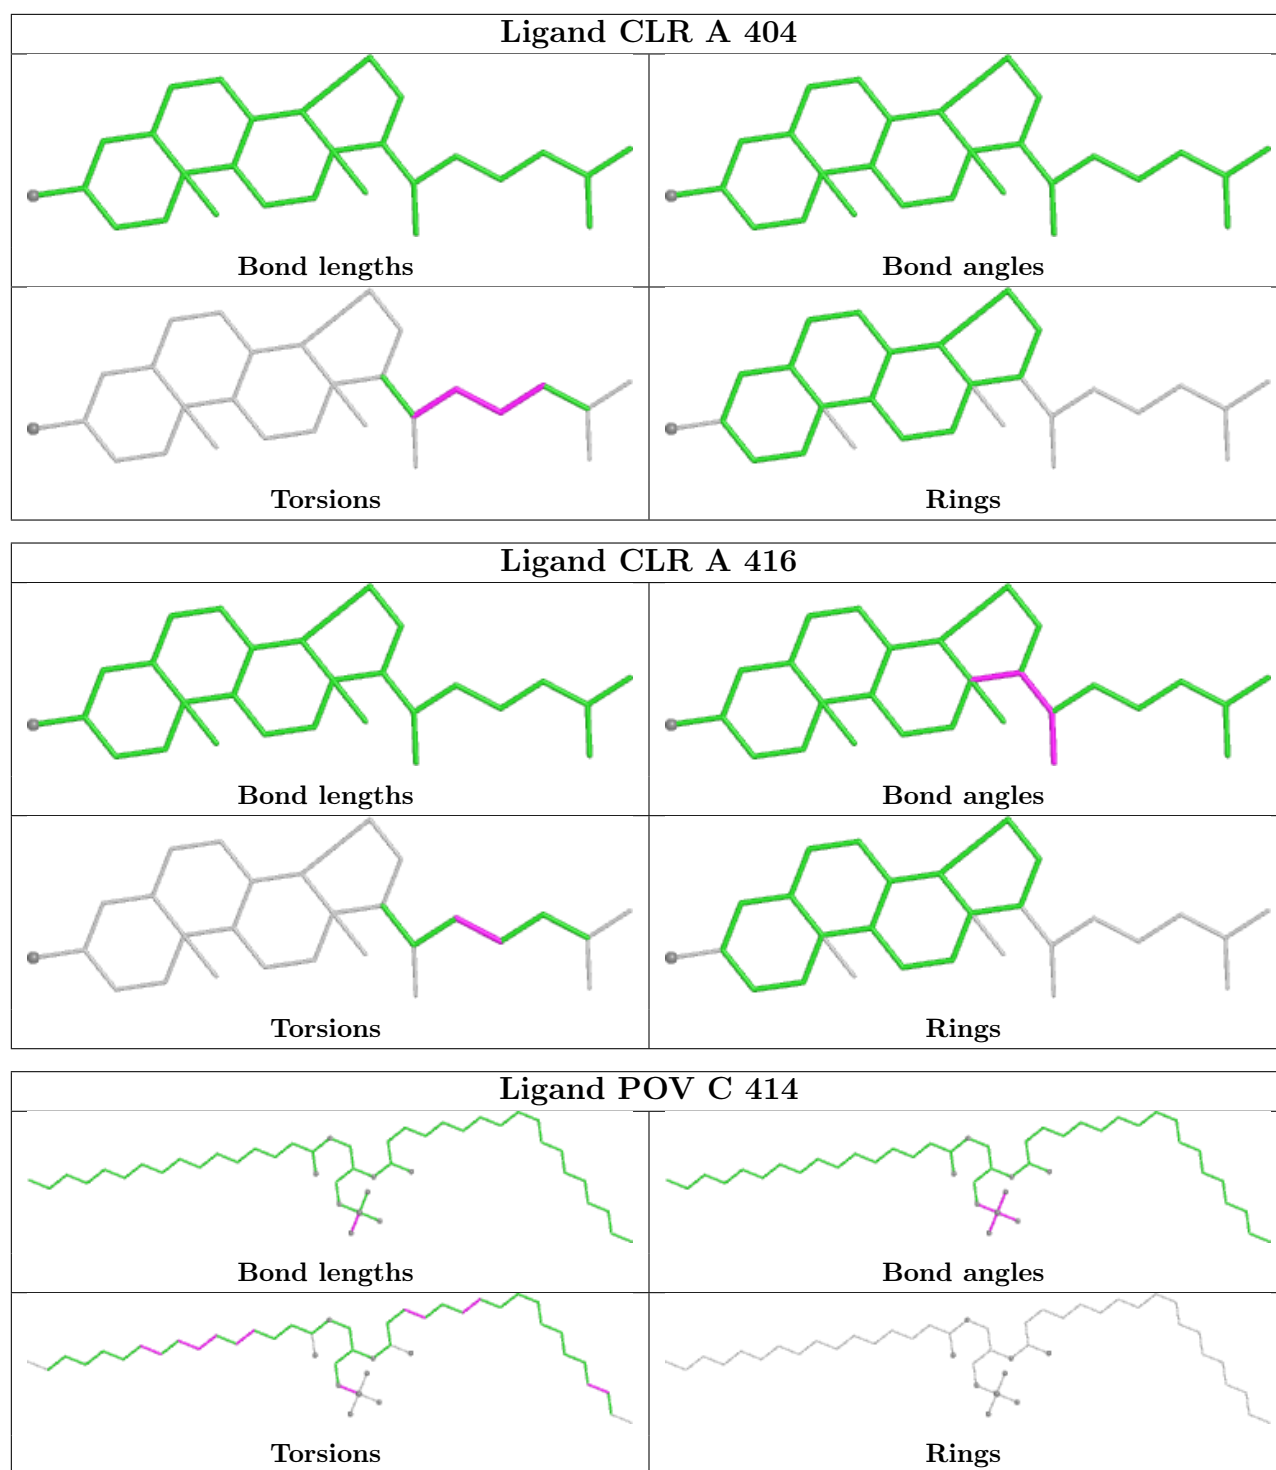 Ligand CLR A 404
Bond lengths
Bond angles
Torsions
Rings
Ligand CLR A 416
Bond lengths
Bond angles
Torsions
Rings
Ligand POV C 414
Bond lengths
Bond angles
Torsions
Rings